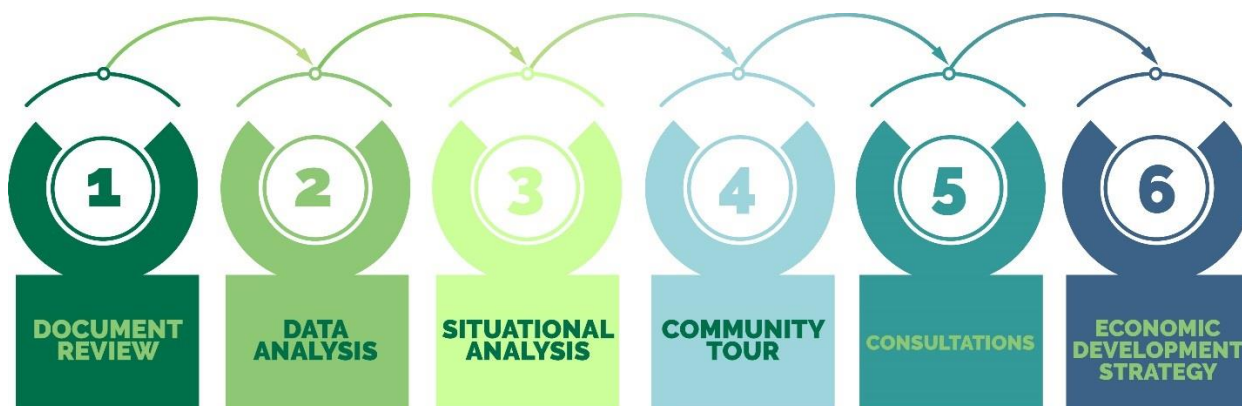 1
2
3
4
5
6
DOCUMENT
REVIEW
DATA
ANALYSIS
SITUATIONAL
ANALYSIS
COMMUNITY
TOUR
CONSULTATIONS
ECONOMIC
DEVELOPMENT
STRATEGY